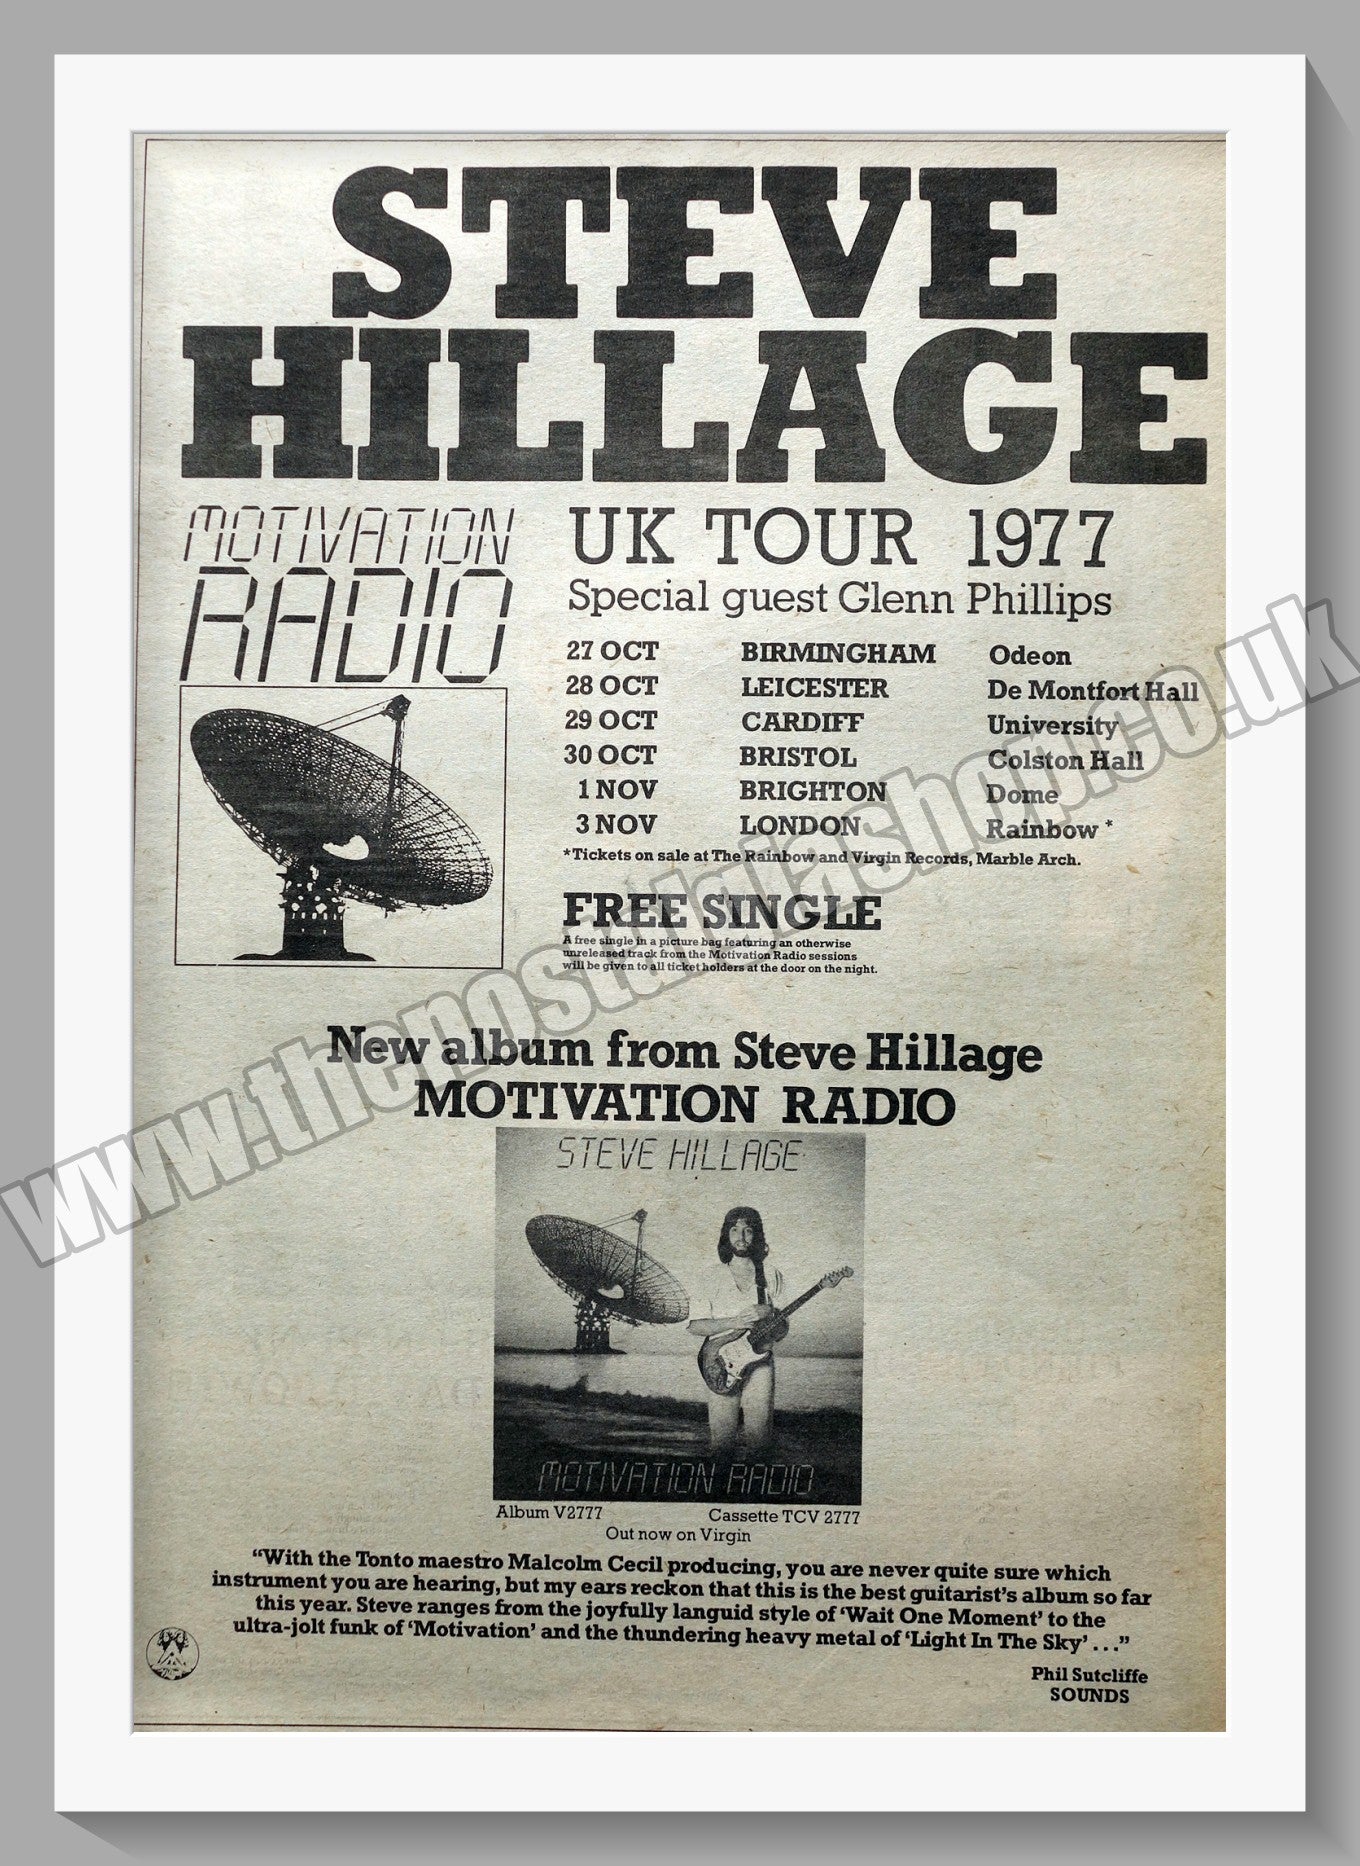 STEVE
HILLAGE
MOTIVATION
RADIO
UK TOUR 1977
Special guest Glenn Phillips
27 OCT BIRMINGHAM Odeon
28 OCT LEICESTER De Montfort Hall
29 OCT CARDIFF University
30 OCT BRISTOL Colston Hall
1 NOV BRIGHTON Dome
3 NOV LONDON Rainbow *
*Tickets on sale at The Rainbow and Virgin Records, Marble Arch.
FREE SINGLE
A free single in a picture bag featuring an otherwise
unreleased track from the Motivation Radio sessions
will be given to all ticket holders at the door on the night.
www.thenostalgiashop.co.uk
New album from Steve Hillage
MOTIVATION RADIO
STEVE HILLAGE
MOTIVATION RADIO
Album V2777 Cassette TCV 2777
Out now on Virgin
“With the Tonto maestro Malcolm Cecil producing, you are never quite sure which
instrument you are hearing, but my ears reckon that this is the best guitarist's album so far
this year. Steve ranges from the joyfully languid style of ‘Wait One Moment’ to the
ultra-jolt funk of ‘Motivation’ and the thundering heavy metal of ‘Light In The Sky’ . . .”
Phil Sutcliffe
SOUNDS